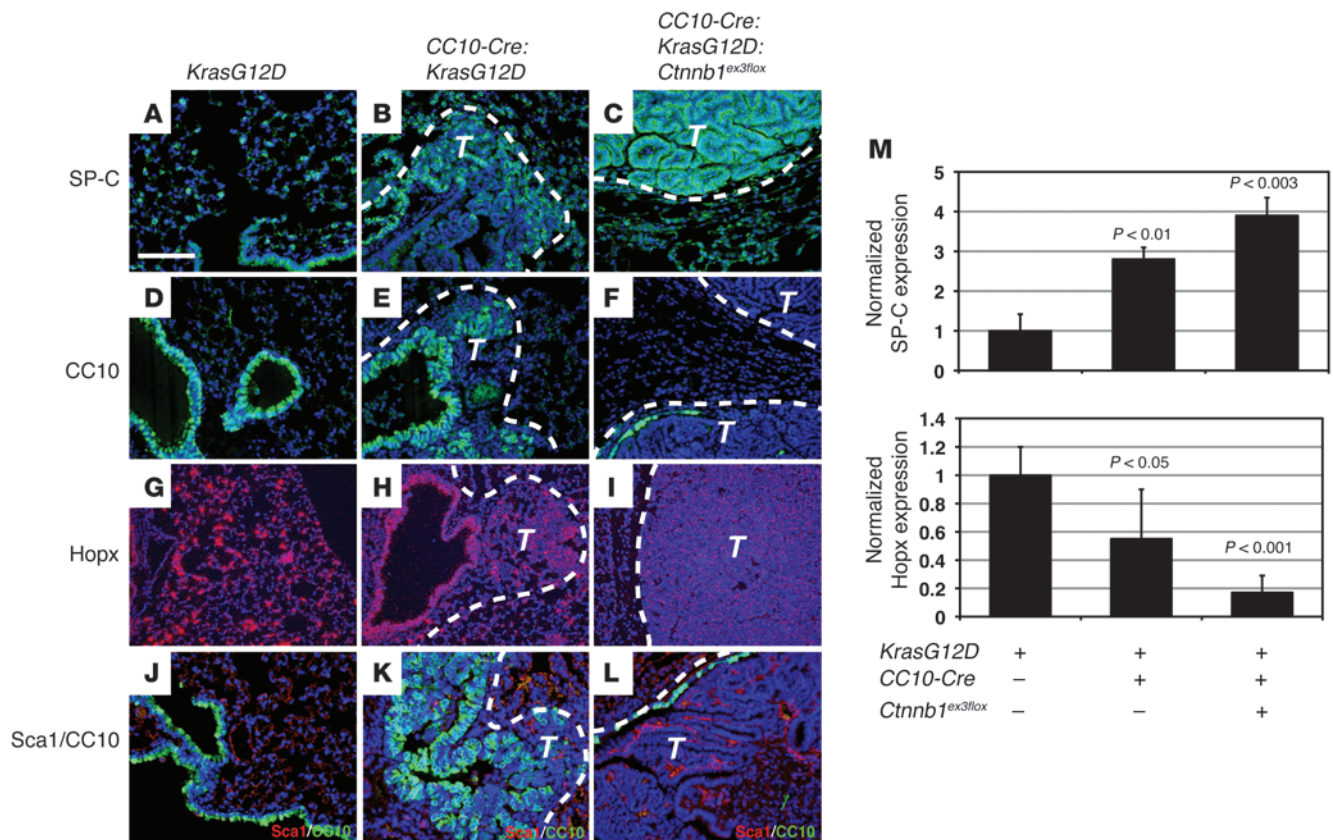 KrasG12D
CC10-Cre:
KrasG12D
CC10-Cre:
KrasG12D:
Ctnnb1ex3flox
A
B
T
C
T
SP-C
D
E
T
F
T
T
CC10
G
H
T
I
T
Hopx
J
Sca1/CC10
K
T
Sca1/CC10
L
T
Sca1/CC10
Sca1/CC10
M
Normalized
SP-C expression
5
4
3
2
1
0
P < 0.01
P < 0.003
Normalized
Hopx expression
1.4
1.2
1
0.8
0.6
0.4
0.2
0
P < 0.05
P < 0.001
KrasG12D + + +
CC10-Cre – + +
Ctnnb1ex3flox – – +